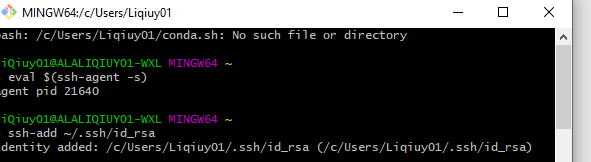 MINGW64:/c/Users/Liqiuy01
bash: /c/Users/Liqiuy01/conda.sh: No such file or directory
iQiuy01@ALALIQIUY01-WXL MINGW64 ~
eval $(ssh-agent -s)
Agent pid 21640
iQiuy01@ALALIQIUY01-WXL MINGW64 ~
ssh-add ~/.ssh/id_rsa
dentity added: /c/Users/Liqiuy01/.ssh/id_rsa (/c/Users/Liqiuy01/.ssh/id_rsa)